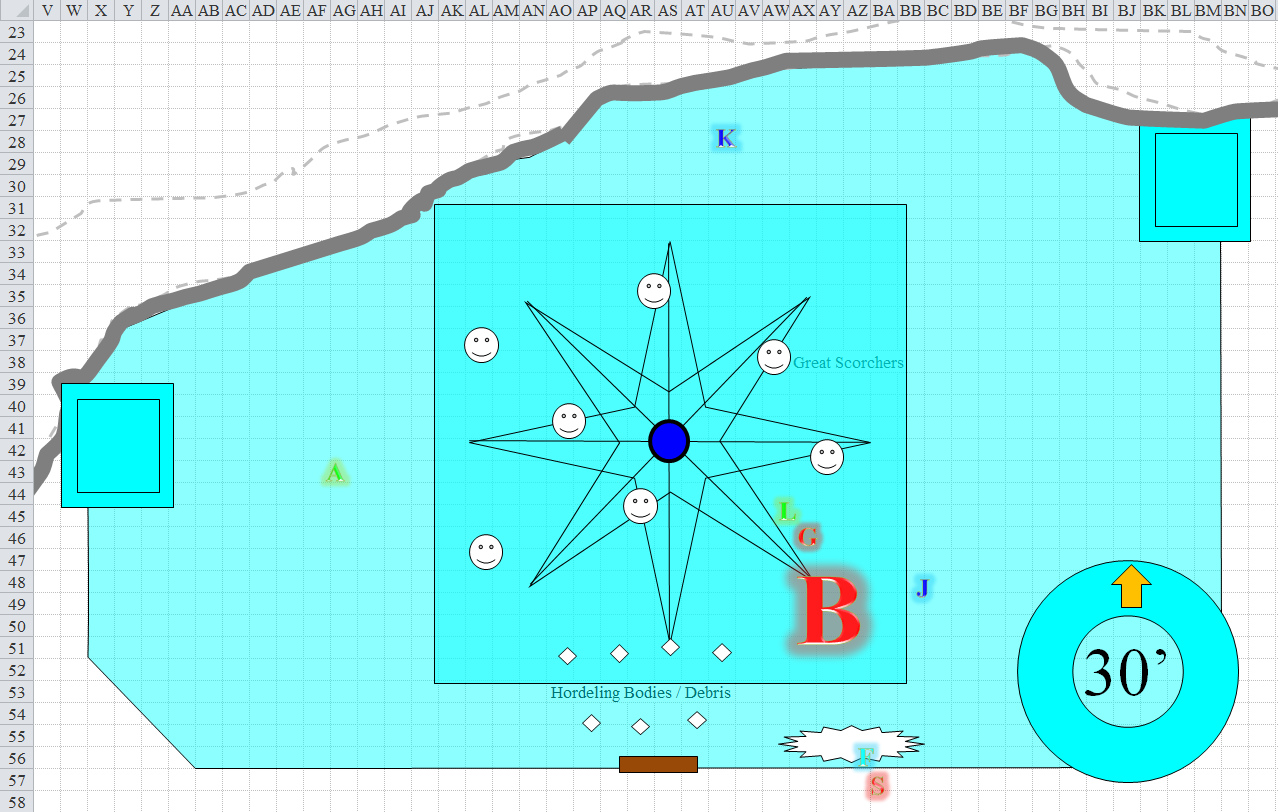 V W X Y Z AA AB AC AD AE AF AG AH AI AJ AK AL AM AN AO AP AQ AR AS AT AU AV AW AX AY AZ BA BB BC BD BE BF BG BH BI BJ BK BL BM BN BO
23
24
25
26
27
28 K
29
30
31
32
33
34
35
36
37
38 Great Scorchers
39
40
41
42
43 A
44
45 L
46 G
47
48 J
49 B
50
51
52 30’
53 Hordeling Bodies / Debris
54
55
56 F
57 S
58